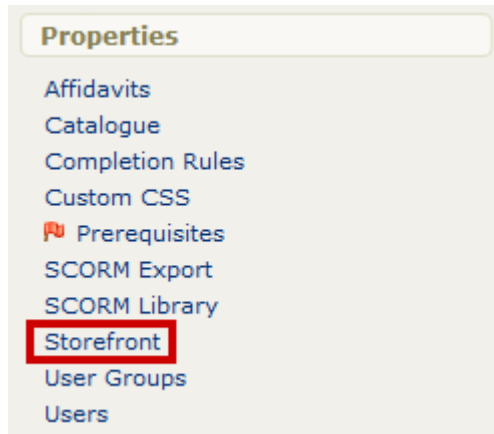 Properties
Affidavits
Catalogue
Completion Rules
Custom CSS
Prerequisites
SCORM Export
SCORM Library
Storefront
User Groups
Users